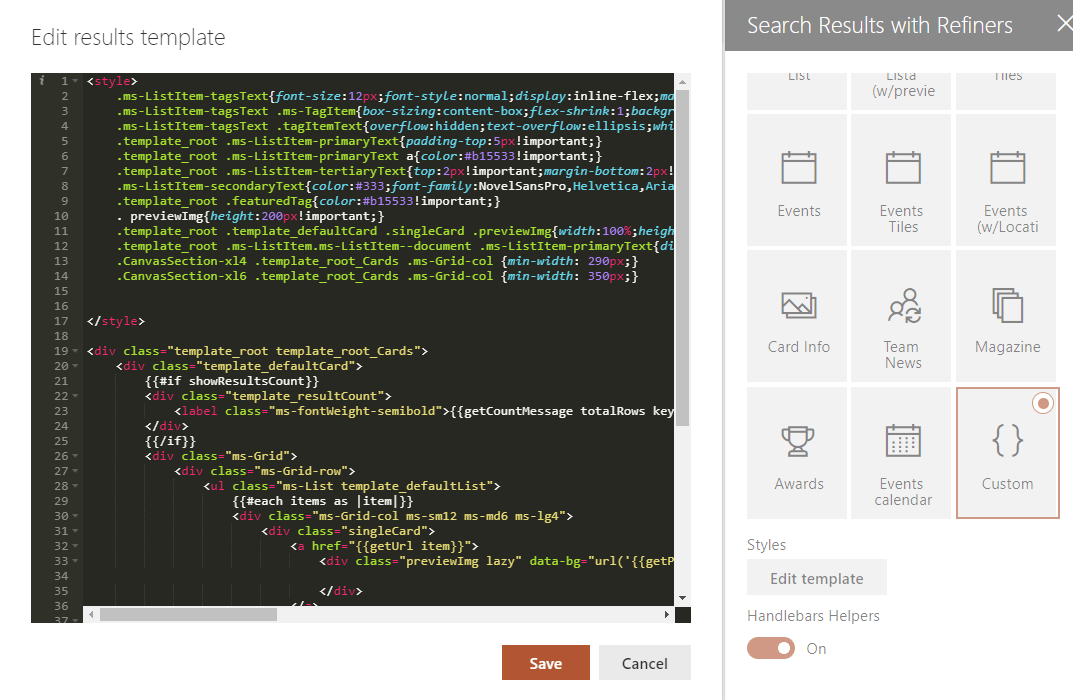 Edit results template
i 1 <style>
2 .ms-ListItem-tagsText{font-size:12px;font-style:normal;display:inline-flex;ma
3 .ms-ListItem-tagsText .ms-TagItem{box-sizing:content-box;flex-shrink:1;backgr
4 .ms-ListItem-tagsText .tagItemText{overflow:hidden;text-overflow:ellipsis;whi
5 .template_root .ms-ListItem-primaryText{padding-top:5px!important;}
6 .template_root .ms-ListItem-primaryText a{color:#b15533!important;}
7 .template_root .ms-ListItem-tertiaryText{top:2px!important;margin-bottom:2px!
8 .ms-ListItem-secondaryText{color:#333;font-family:NovelSansPro,Helvetica,Aria
9 .template_root .featuredTag{color:#b15533!important;}
10 . previewImg{height:200px!important;}
11 .template_root .template_defaultCard .singleCard .previewImg{width:100%;heigh
12 .template_root .ms-ListItem.ms-ListItem--document .ms-ListItem-primaryText{di
13 .CanvasSection-xl4 .template_root_Cards .ms-Grid-col {min-width: 290px;}
14 .CanvasSection-xl6 .template_root_Cards .ms-Grid-col {min-width: 350px;}
15
16
17 </style>
18
19 <div class="template_root template_root_Cards">
20 <div class="template_defaultCard">
21 {{#if showResultsCount}}
22 <div class="template_resultCount">
23 <label class="ms-fontWeight-semibold">{{getCountMessage totalRows key
24 </div>
25 {{/if}}
26 <div class="ms-Grid">
27 <div class="ms-Grid-row">
28 <ul class="ms-List template_defaultList">
29 {{#each items as |item|}}
30 <div class="ms-Grid-col ms-sm12 ms-md6 ms-lg4">
31 <div class="singleCard">
32 <a href="{{getUrl item}}">
33 <div class="previewImg lazy" data-bg="url('{{getP
34
35 </div>
36 </a>
37
Save
Cancel
Search Results with Refiners
List
Lista
(w/previe
Tiles
Events
Events
Tiles
Events
(w/Locati
Card Info
Team
News
Magazine
Awards
Events
calendar
Custom
Styles
Edit template
Handlebars Helpers
On